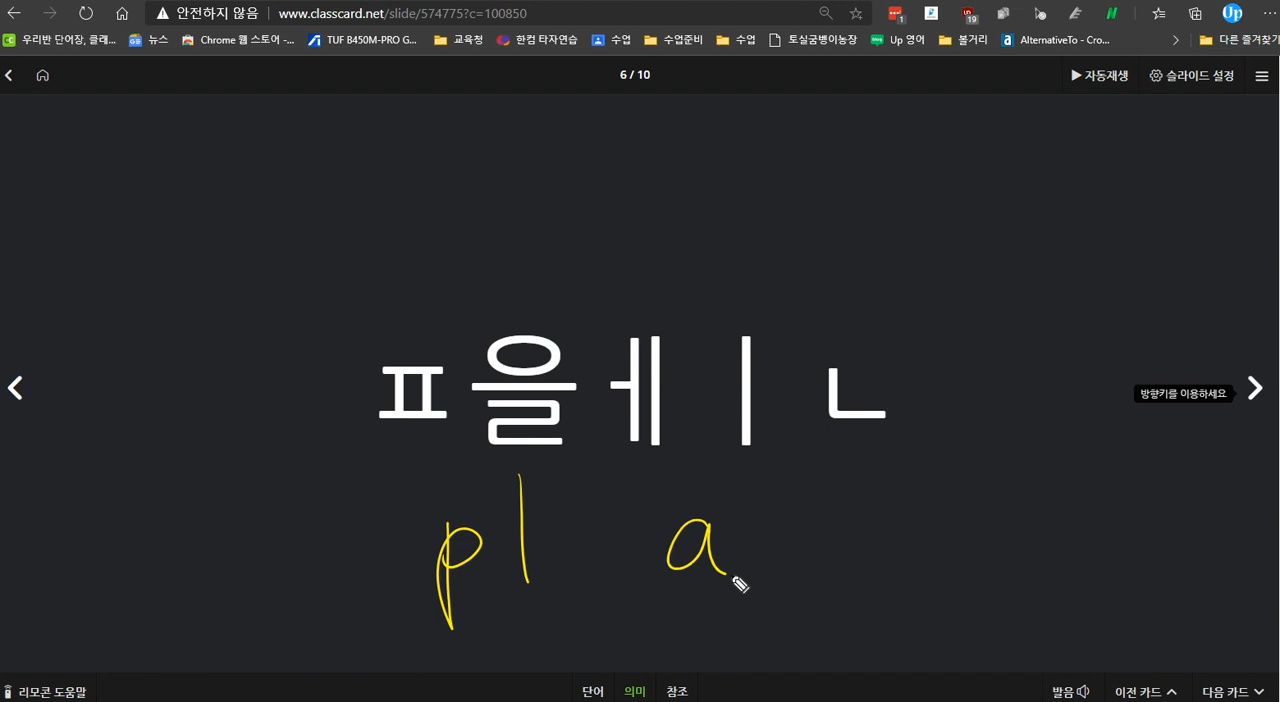 안전하지 않음 | www.classcard.net/slide/574775?c=100850 1 19 Up
우리반 단어장, 클래... 뉴스 Chrome 웹 스토어 -... TUF B450M-PRO G... 교육청 한컴 타자연습 수업 수업준비 수업 토실굼벵이농장 Up 영어 볼거리 AlternativeTo - Cro... 다른 즐겨찾기
6 / 10 자동재생 슬라이드 설정
ㅍ을ㅔㅣㄴ
방향키를 이용하세요
pl a
리모콘 도움말 단어 의미 참조 발음 이전 카드 다음 카드